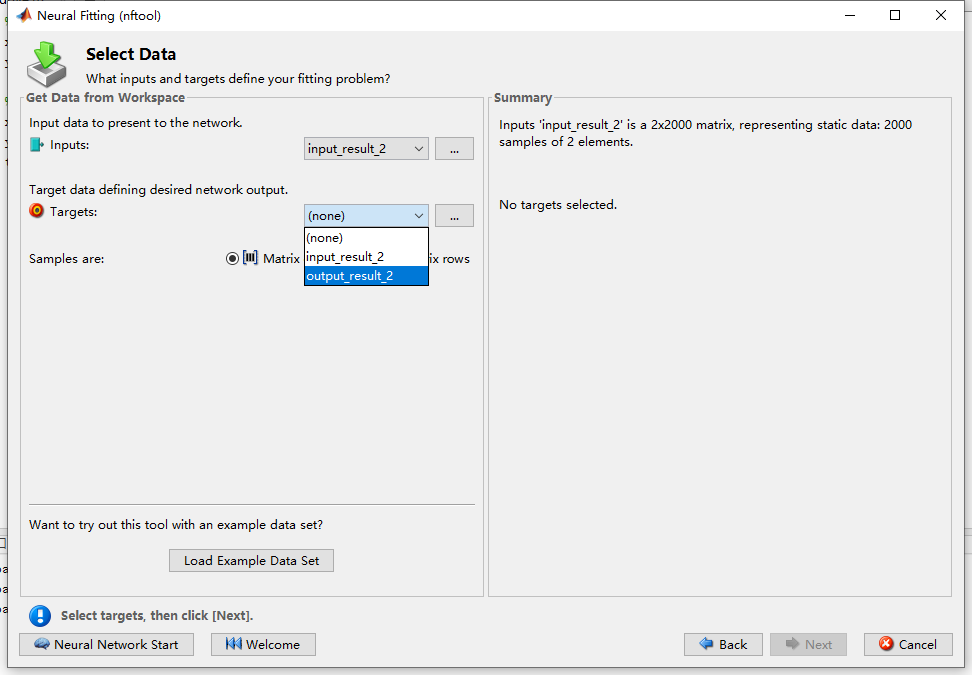 Neural Fitting (nftool)
Select Data
What inputs and targets define your fitting problem?
Get Data from Workspace
Input data to present to the network.
Inputs:
input_result_2
...
Target data defining desired network output.
Targets:
(none)
...
(none)
input_result_2
output_result_2
Samples are:
Matrix
ix rows
Want to try out this tool with an example data set?
Load Example Data Set
Summary
Inputs 'input_result_2' is a 2x2000 matrix, representing static data: 2000
samples of 2 elements.
No targets selected.
Select targets, then click [Next].
Neural Network Start
Welcome
Back
Next
Cancel